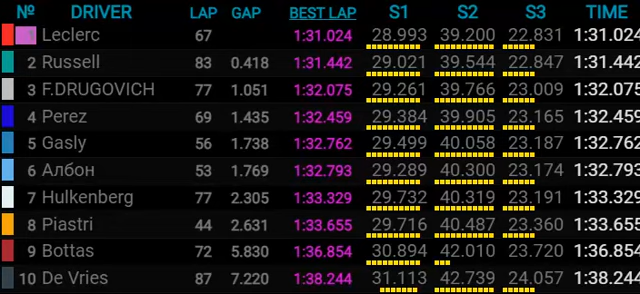 № DRIVER LAP GAP BEST LAP S1 S2 S3 TIME
1 Leclerc 67 1:31.024 28.993 39.200 22.831 1:31.024
2 Russell 83 0.418 1:31.442 29.021 39.544 22.847 1:31.442
3 F.DRUGOVICH 77 1.051 1:32.075 29.261 39.766 23.009 1:32.075
4 Perez 69 1.435 1:32.459 29.384 39.905 23.165 1:32.459
5 Gasly 56 1.738 1:32.762 29.499 40.058 23.187 1:32.762
6 Албон 53 1.769 1:32.793 29.289 40.300 23.174 1:32.793
7 Hulkenberg 77 2.305 1:33.329 29.732 40.319 23.191 1:33.329
8 Piastri 44 2.631 1:33.655 29.716 40.487 23.360 1:33.655
9 Bottas 72 5.830 1:36.854 30.894 42.010 23.720 1:36.854
10 De Vries 87 7.220 1:38.244 31.113 42.739 24.057 1:38.244